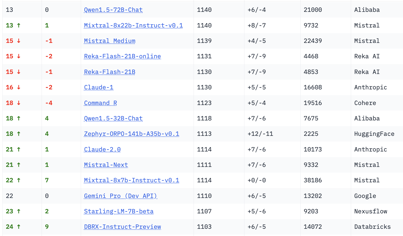 13 Qwen1.5-72B-Chat 1140 +6/-4 21000 Alibaba
13 ↑ 1 Mixtral-8x22b-Instruct-v0.1 1140 +8/-7 9732 Mistral
15 ↓ -1 Mistral Medium 1139 +4/-5 22439 Mistral
15 ↓ -2 Reka-Flash-21B-online 1131 +7/-9 4468 Reka AI
15 ↓ -1 Reka-Flash-21B 1130 +7/-9 4853 Reka AI
16 ↓ -2 Claude-1 1130 +5/-5 16608 Anthropic
18 ↓ -4 Command R 1123 +5/-4 19516 Cohere
18 ↑ 4 Qwen1.5-32B-Chat 1118 +7/-6 7675 Alibaba
18 ↑ 4 Zephyr-ORPO-141b-A35b-v0.1 1113 +12/-11 2225 HuggingFace
21 ↑ 1 Claude-2.0 1114 +7/-6 10173 Anthropic
21 ↑ 1 Mistral-Next 1111 +7/-6 9332 Mistral
22 ↑ 7 Mixtral-8x7b-Instruct-v0.1 1114 +0/-0 38186 Mistral
22 0 Gemini Pro (Dev API) 1110 +6/-5 13202 Google
23 ↑ 2 Starling-LM-7B-beta 1107 +5/-6 9203 Nexusflow
24 ↑ 9 DBRX-Instruct-Preview 1103 +6/-5 14072 Databricks